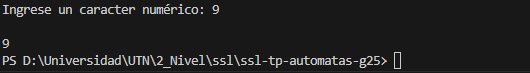 Ingrese un caracter numérico: 9
9
PS D:\Universidad\UTN\2_Nivel\ssl\ssl-tp-automatas-g25>